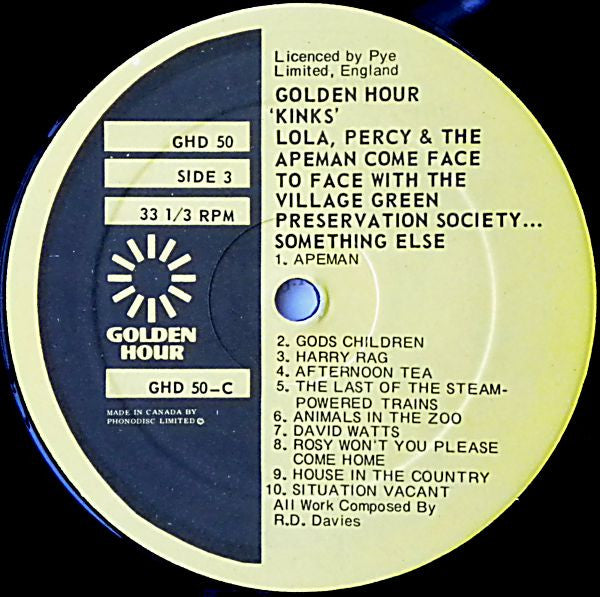 GHD 50
SIDE 3
33 1/3 RPM
GOLDEN
HOUR
GHD 50-C
MADE IN CANADA BY
PHONODISC LIMITED ©
Licenced by Pye
Limited, England
GOLDEN HOUR
'KINKS'
LOLA, PERCY & THE
APEMAN COME FACE
TO FACE WITH THE
VILLAGE GREEN
PRESERVATION SOCIETY...
SOMETHING ELSE
1. APEMAN
2. GODS CHILDREN
3. HARRY RAG
4. AFTERNOON TEA
5. THE LAST OF THE STEAM-
POWERED TRAINS
6. ANIMALS IN THE ZOO
7. DAVID WATTS
8. ROSY WON'T YOU PLEASE
COME HOME
9. HOUSE IN THE COUNTRY
10. SITUATION VACANT
All Work Composed By
R.D. Davies